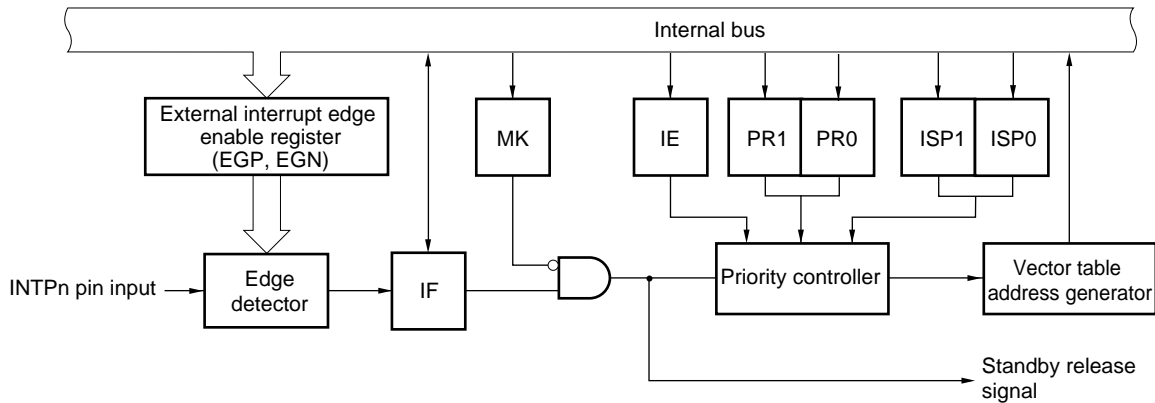 Internal bus
External interrupt edge
enable register
(EGP, EGN)
MK
IE
PR1
PR0
ISP1
ISP0
INTPn pin input
Edge
detector
IF
Priority controller
Vector table
address generator
Standby release
signal